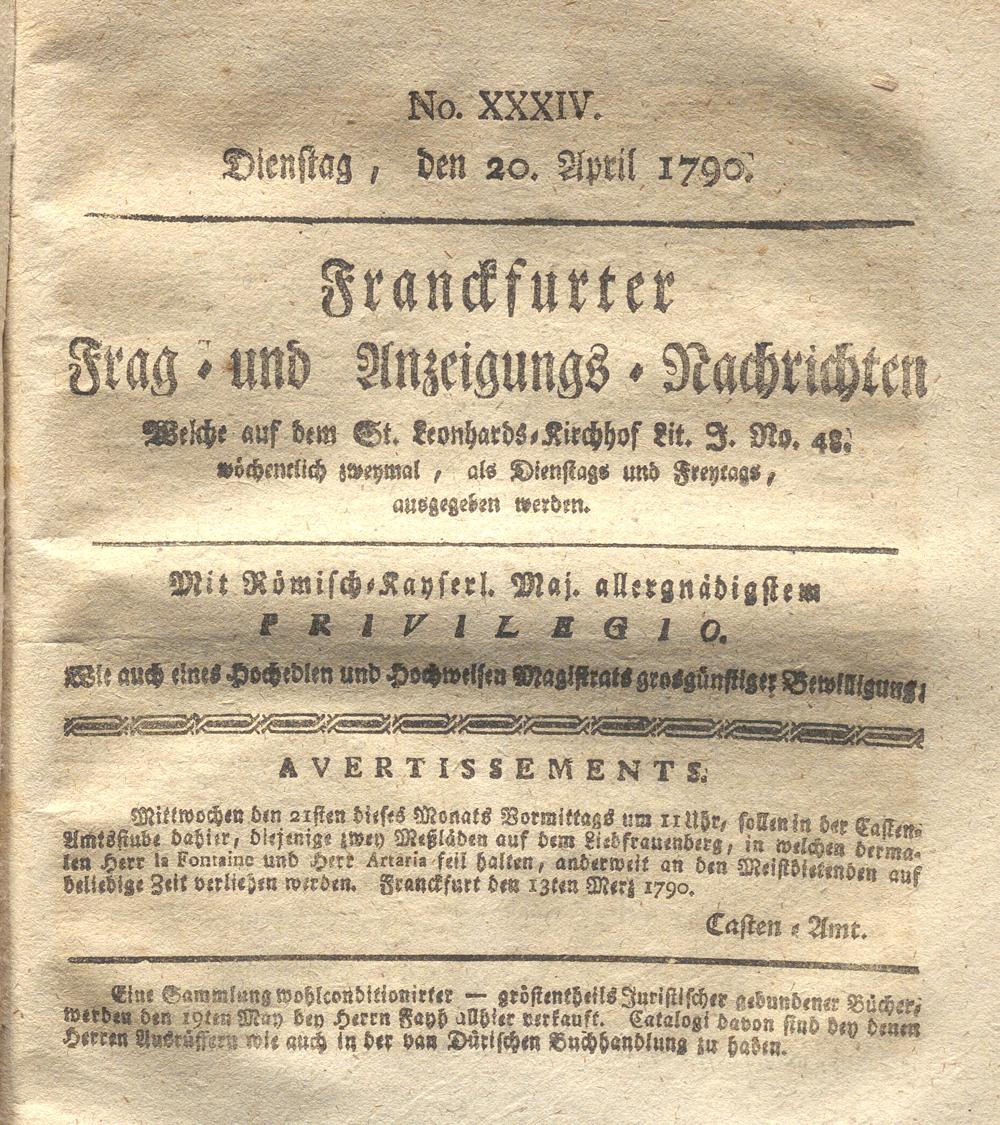 No. XXXIV.
Dienſtag, den 20. April 1790.
Franckfurter
Frag- und Anzeigungs-Nachrichten
Welche auf dem St. Leonhards-Kirchhof Lit. J. No. 48.
wöchentlich zweymal, als Dienſtags und Freytags,
ausgegeben werden.
Mit Römiſch-Kayſerl. Maj. allergnädigſtem
PRIVILEGIO.
Wie auch eines Hochedlen und Hochweiſen Magiſtrats grosgünſtiger Bewilligung.
AVERTISSEMENTS.
Mittwochen den 21ſten dieſes Monats Vormittags um 11 Uhr, ſollen in der Caſten-
Amtsſtube dahier, diejenige zwey Meßläden auf dem Liebfrauenberg, in welchen derma-
len Herr la Fontaine und Herr Artaria feil halten, anderweit an den Meiſtbietenden auf
beliebige Zeit verliehen werden. Franckfurt den 13ten Merz 1790.
Caſten-Amt.
Eine Sammlung wohlconditionirter — gröſtentheils Juriſtiſcher gebundener Bücher,
werden den 19ten May bey Herrn Fayh allhier verkauft. Catalogi davon ſind bey denen
Herren Ausrüffern wie auch in der van Düriſchen Buchhandlung zu haben.